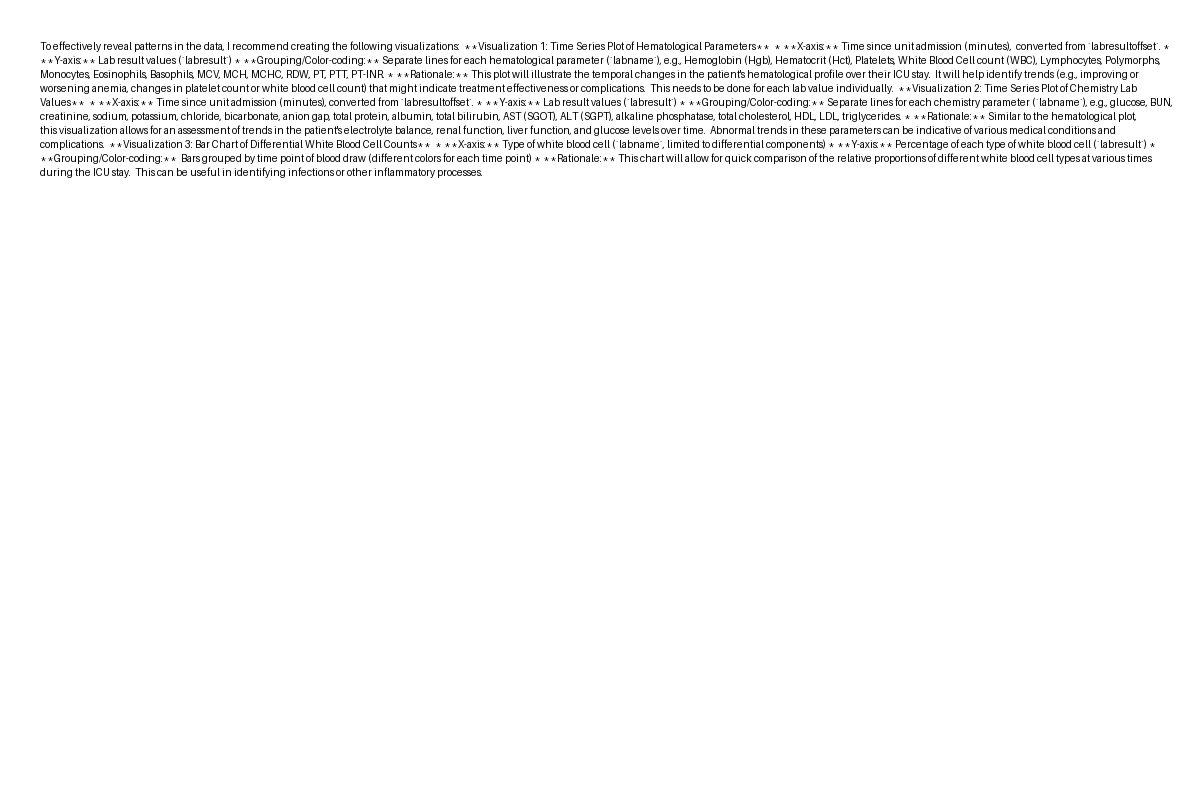 To effectively reveal patterns in the data, I recommend creating the following visualizations:  **Visualization 1: Time Series Plot of Hematological Parameters**  * **X-axis:** Time since unit admission (minutes),  converted from `labresultoffset`. *
**Y-axis:** Lab result values (`labresult`) * **Grouping/Color-coding:** Separate lines for each hematological parameter (`labname`), e.g., Hemoglobin (Hgb), Hematocrit (Hct), Platelets, White Blood Cell count (WBC), Lymphocytes, Polymorphs,
Monocytes, Eosinophils, Basophils, MCV, MCH, MCHC, RDW, PT, PTT, PT-INR. * **Rationale:** This plot will illustrate the temporal changes in the patient's hematological profile over their ICU stay.  It will help identify trends (e.g., improving or
worsening anemia, changes in platelet count or white blood cell count) that might indicate treatment effectiveness or complications.  This needs to be done for each lab value individually.  **Visualization 2: Time Series Plot of Chemistry Lab
Values**  * **X-axis:** Time since unit admission (minutes), converted from `labresultoffset`. * **Y-axis:** Lab result values (`labresult`) * **Grouping/Color-coding:** Separate lines for each chemistry parameter (`labname`), e.g., glucose, BUN,
creatinine, sodium, potassium, chloride, bicarbonate, anion gap, total protein, albumin, total bilirubin, AST (SGOT), ALT (SGPT), alkaline phosphatase, total cholesterol, HDL, LDL, triglycerides. * **Rationale:** Similar to the hematological plot,
this visualization allows for an assessment of trends in the patient's electrolyte balance, renal function, liver function, and glucose levels over time.  Abnormal trends in these parameters can be indicative of various medical conditions and
complications.  **Visualization 3: Bar Chart of Differential White Blood Cell Counts**  * **X-axis:** Type of white blood cell (`labname`, limited to differential components) * **Y-axis:** Percentage of each type of white blood cell (`labresult`) *
**Grouping/Color-coding:**  Bars grouped by time point of blood draw (different colors for each time point) * **Rationale:** This chart will allow for quick comparison of the relative proportions of different white blood cell types at various times
during the ICU stay.  This can be useful in identifying infections or other inflammatory processes.